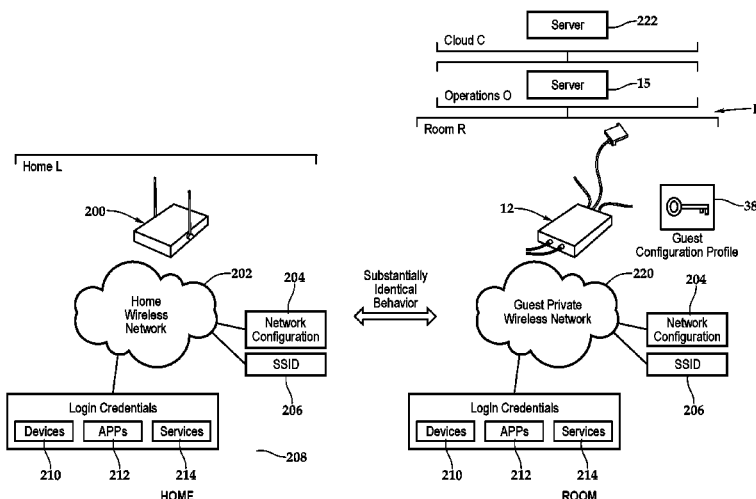 Server
222
Cloud C
Server
15
Operations O
Room R
Home L
200
12
38
Guest
Configuration Profile
202
Home
Wireless
Network
204
Network
Configuration
SSID
206
Substantially
Identical
Behavior
220
Guest Private
Wireless Network
204
Network
Configuration
SSID
206
Login Credentials
Devices
APPs
Services
210
212
214
208
HOME
Login Credentials
Devices
APPs
Services
210
212
214
ROOM